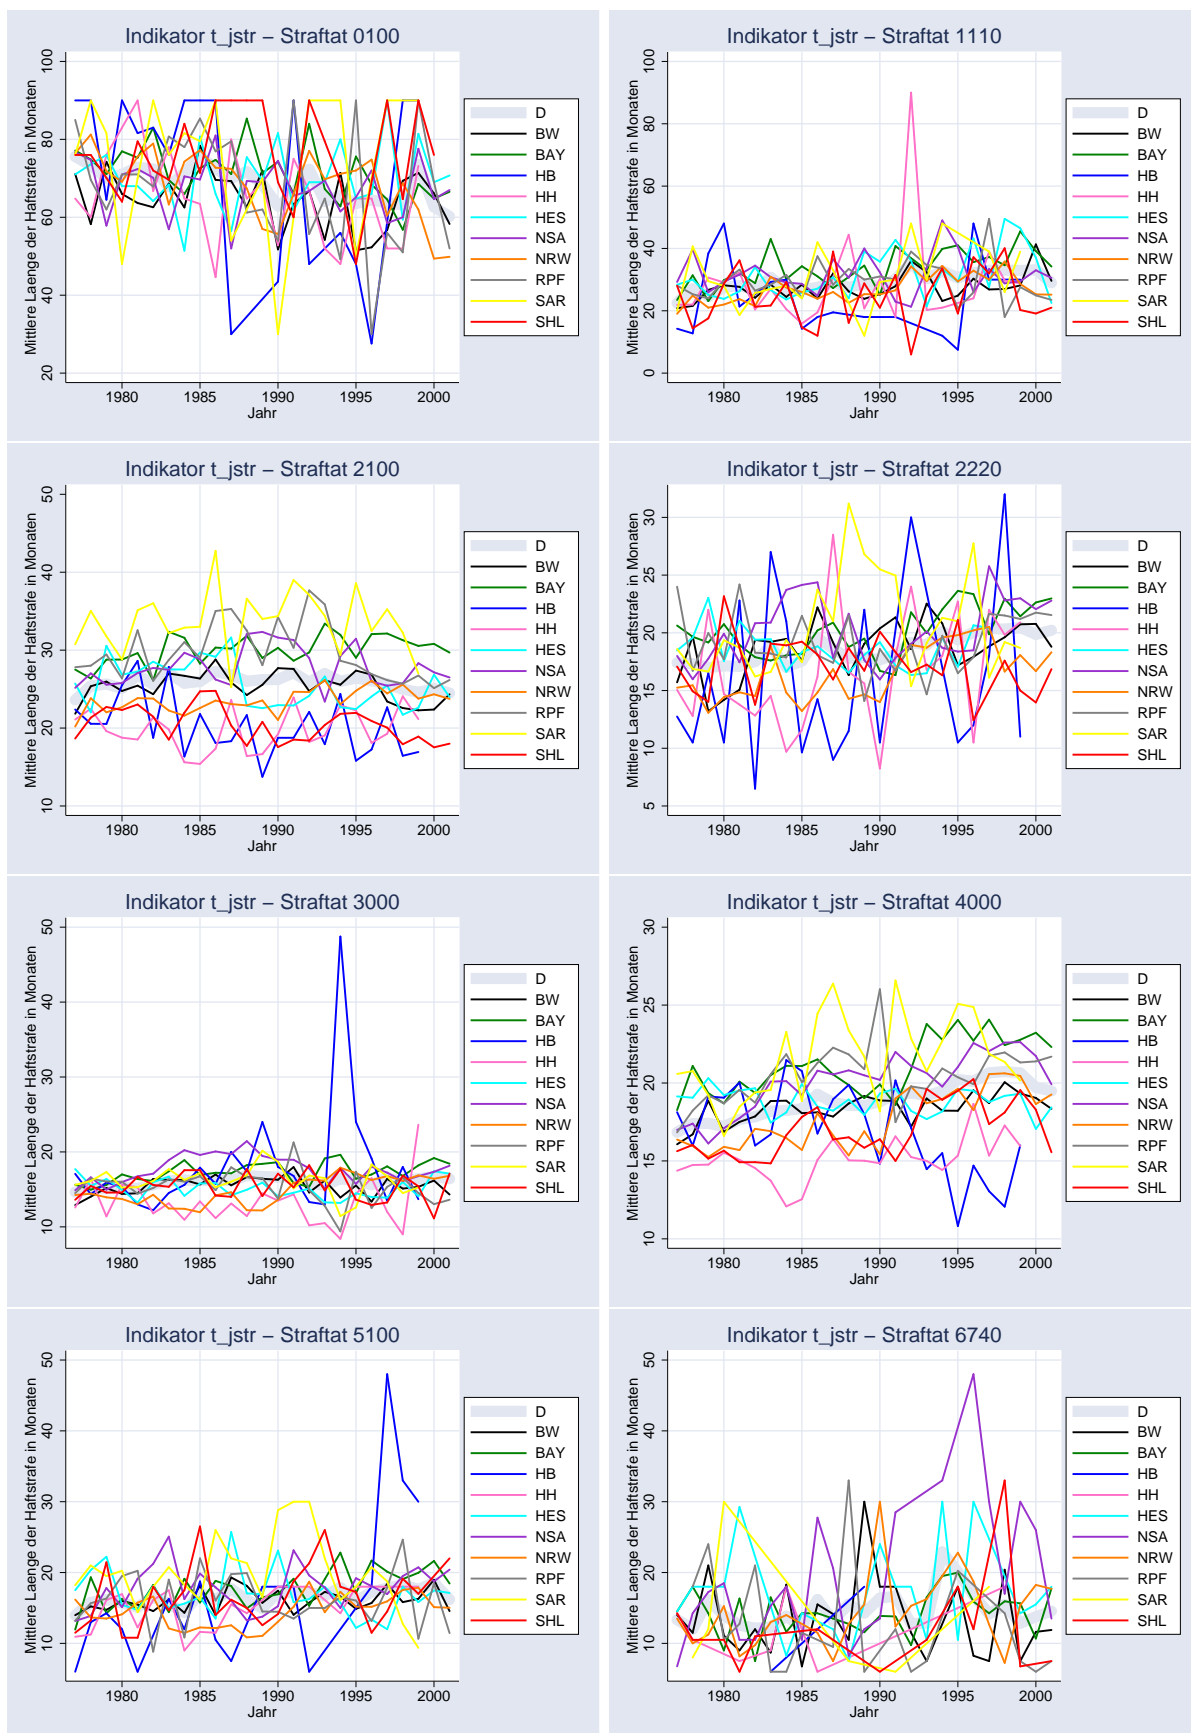 Indikator t_jstr – Straftat 0100
Mittlere Laenge der Haftstrafe in Monaten
100
80
60
40
20
1980 1985 1990 1995 2000
Jahr
D
BW
BAY
HB
HH
HES
NSA
NRW
RPF
SAR
SHL
Indikator t_jstr – Straftat 1110
Mittlere Laenge der Haftstrafe in Monaten
100
80
60
40
20
0
1980 1985 1990 1995 2000
Jahr
D
BW
BAY
HB
HH
HES
NSA
NRW
RPF
SAR
SHL
Indikator t_jstr – Straftat 2100
Mittlere Laenge der Haftstrafe in Monaten
50
40
30
20
10
1980 1985 1990 1995 2000
Jahr
D
BW
BAY
HB
HH
HES
NSA
NRW
RPF
SAR
SHL
Indikator t_jstr – Straftat 2220
Mittlere Laenge der Haftstrafe in Monaten
30
25
20
15
10
5
1980 1985 1990 1995 2000
Jahr
D
BW
BAY
HB
HH
HES
NSA
NRW
RPF
SAR
SHL
Indikator t_jstr – Straftat 3000
Mittlere Laenge der Haftstrafe in Monaten
50
40
30
20
10
1980 1985 1990 1995 2000
Jahr
D
BW
BAY
HB
HH
HES
NSA
NRW
RPF
SAR
SHL
Indikator t_jstr – Straftat 4000
Mittlere Laenge der Haftstrafe in Monaten
30
25
20
15
10
1980 1985 1990 1995 2000
Jahr
D
BW
BAY
HB
HH
HES
NSA
NRW
RPF
SAR
SHL
Indikator t_jstr – Straftat 5100
Mittlere Laenge der Haftstrafe in Monaten
50
40
30
20
10
1980 1985 1990 1995 2000
Jahr
D
BW
BAY
HB
HH
HES
NSA
NRW
RPF
SAR
SHL
Indikator t_jstr – Straftat 6740
Mittlere Laenge der Haftstrafe in Monaten
50
40
30
20
10
1980 1985 1990 1995 2000
Jahr
D
BW
BAY
HB
HH
HES
NSA
NRW
RPF
SAR
SHL